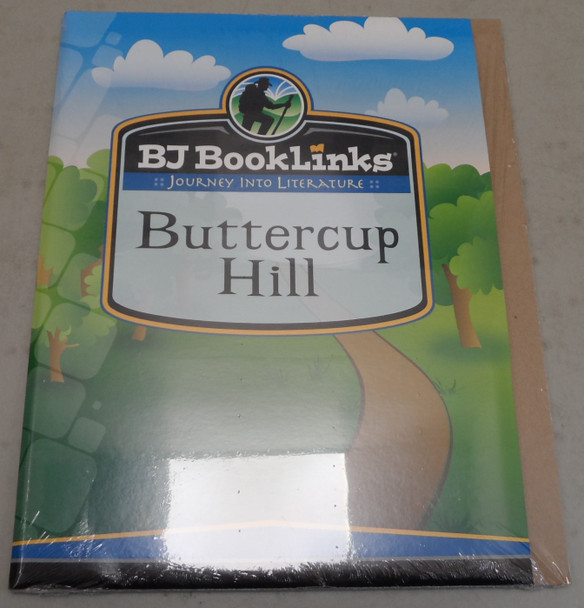 BJ BookLinks®
:: Journey Into Literature ::
Buttercup
Hill